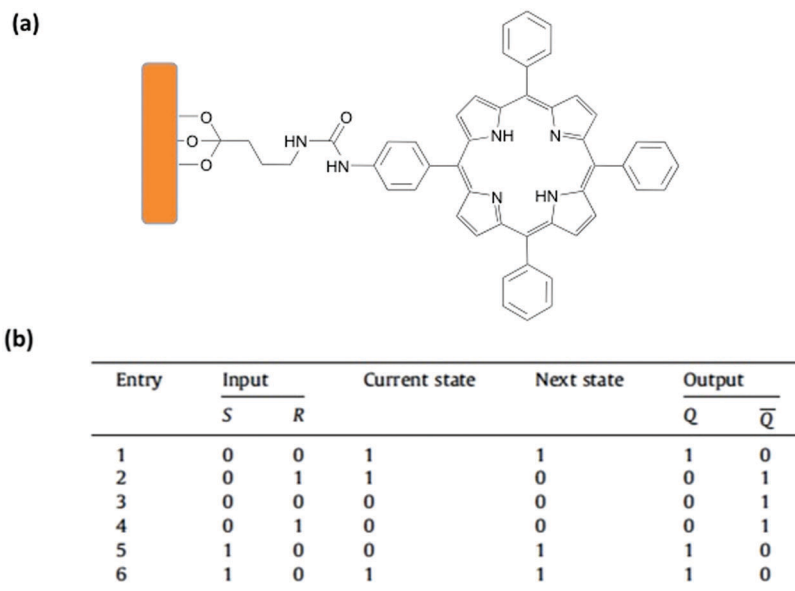 (a)
O
O
O
HN
O
HN
NH
N
N
HN
(b)
Entry Input Current state Next state Output
S R Q Q̅
1 0 0 1 1 1 0
2 0 1 1 0 0 1
3 0 0 0 0 0 1
4 0 1 0 0 0 1
5 1 0 0 1 1 0
6 1 0 1 1 1 0